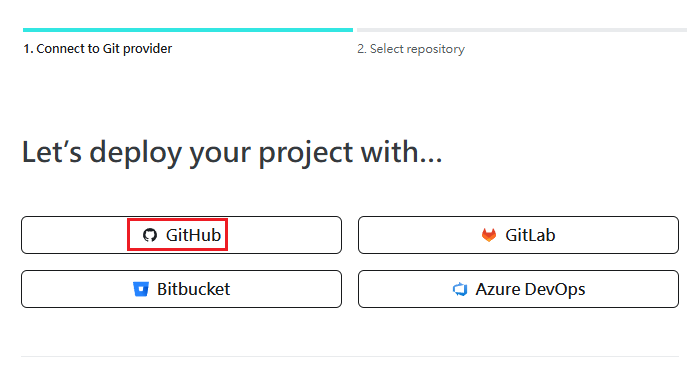 1. Connect to Git provider
2. Select repository
Let’s deploy your project with…
GitHub
GitLab
Bitbucket
Azure DevOps